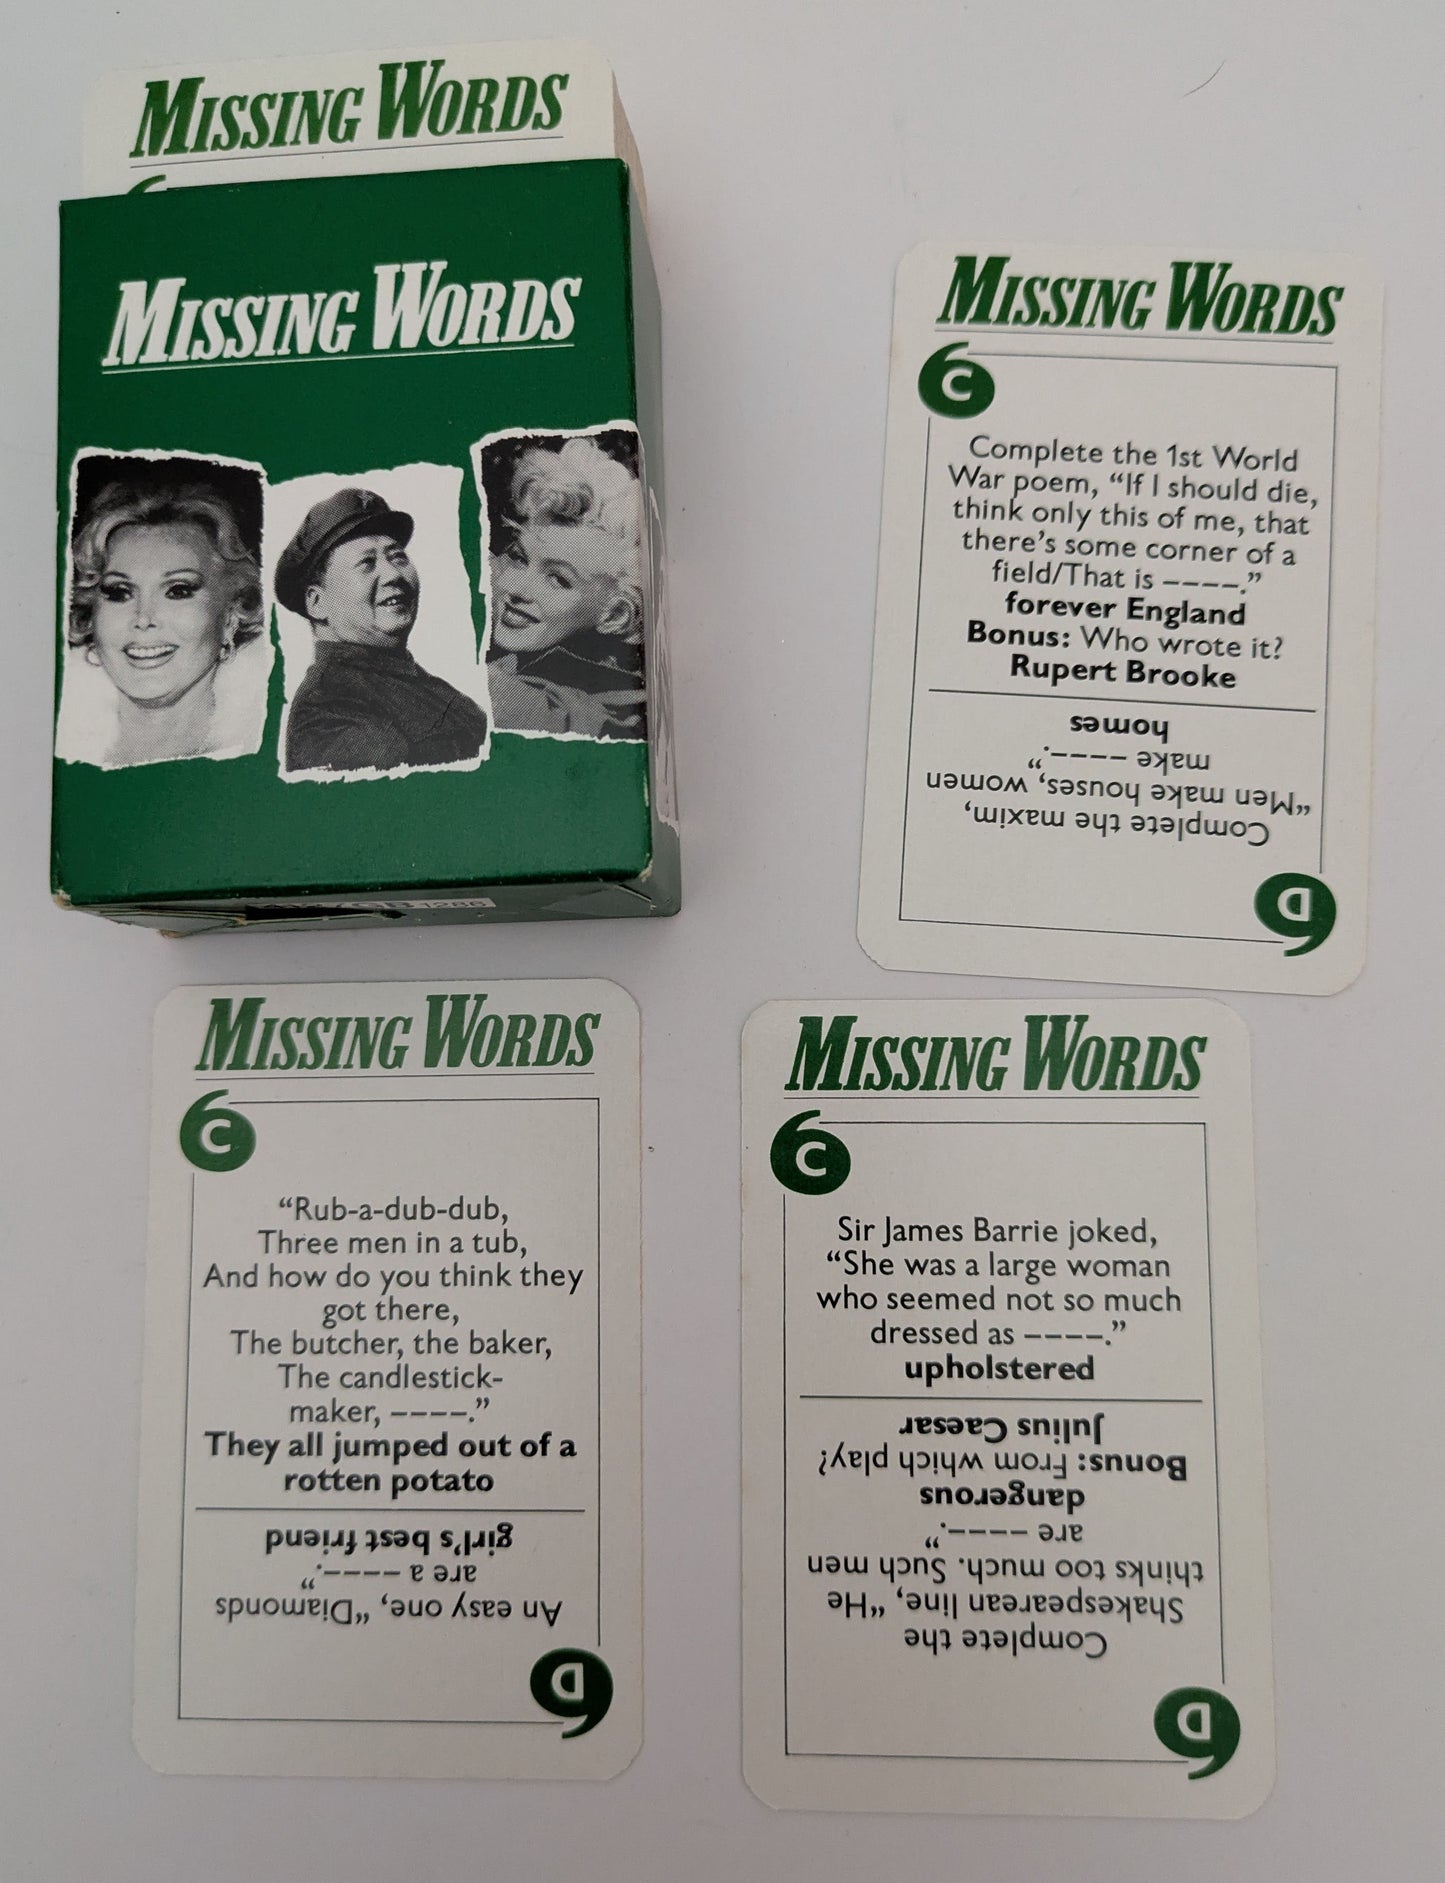 MISSING WORDS
MISSING WORDS
MISSING WORDS
C
Complete the 1st World
War poem, “If I should die,
think only this of me, that
there’s some corner of a
field/That is ––––.”
forever England
Bonus: Who wrote it?
Rupert Brooke
D
Complete the maxim,
“Men make houses, women
make ––––.”
homes
MISSING WORDS
C
“Rub-a-dub-dub,
Three men in a tub,
And how do you think they
got there,
The butcher, the baker,
The candlestick-
maker, ––––.”
They all jumped out of a
rotten potato
D
An easy one, “Diamonds
are a ––––.”
girl’s best friend
MISSING WORDS
C
Sir James Barrie joked,
“She was a large woman
who seemed not so much
dressed as ––––.”
upholstered
D
Complete the
Shakespearean line, “He
thinks too much. Such men
are ––––.”
dangerous
Bonus: From which play?
Julius Caesar